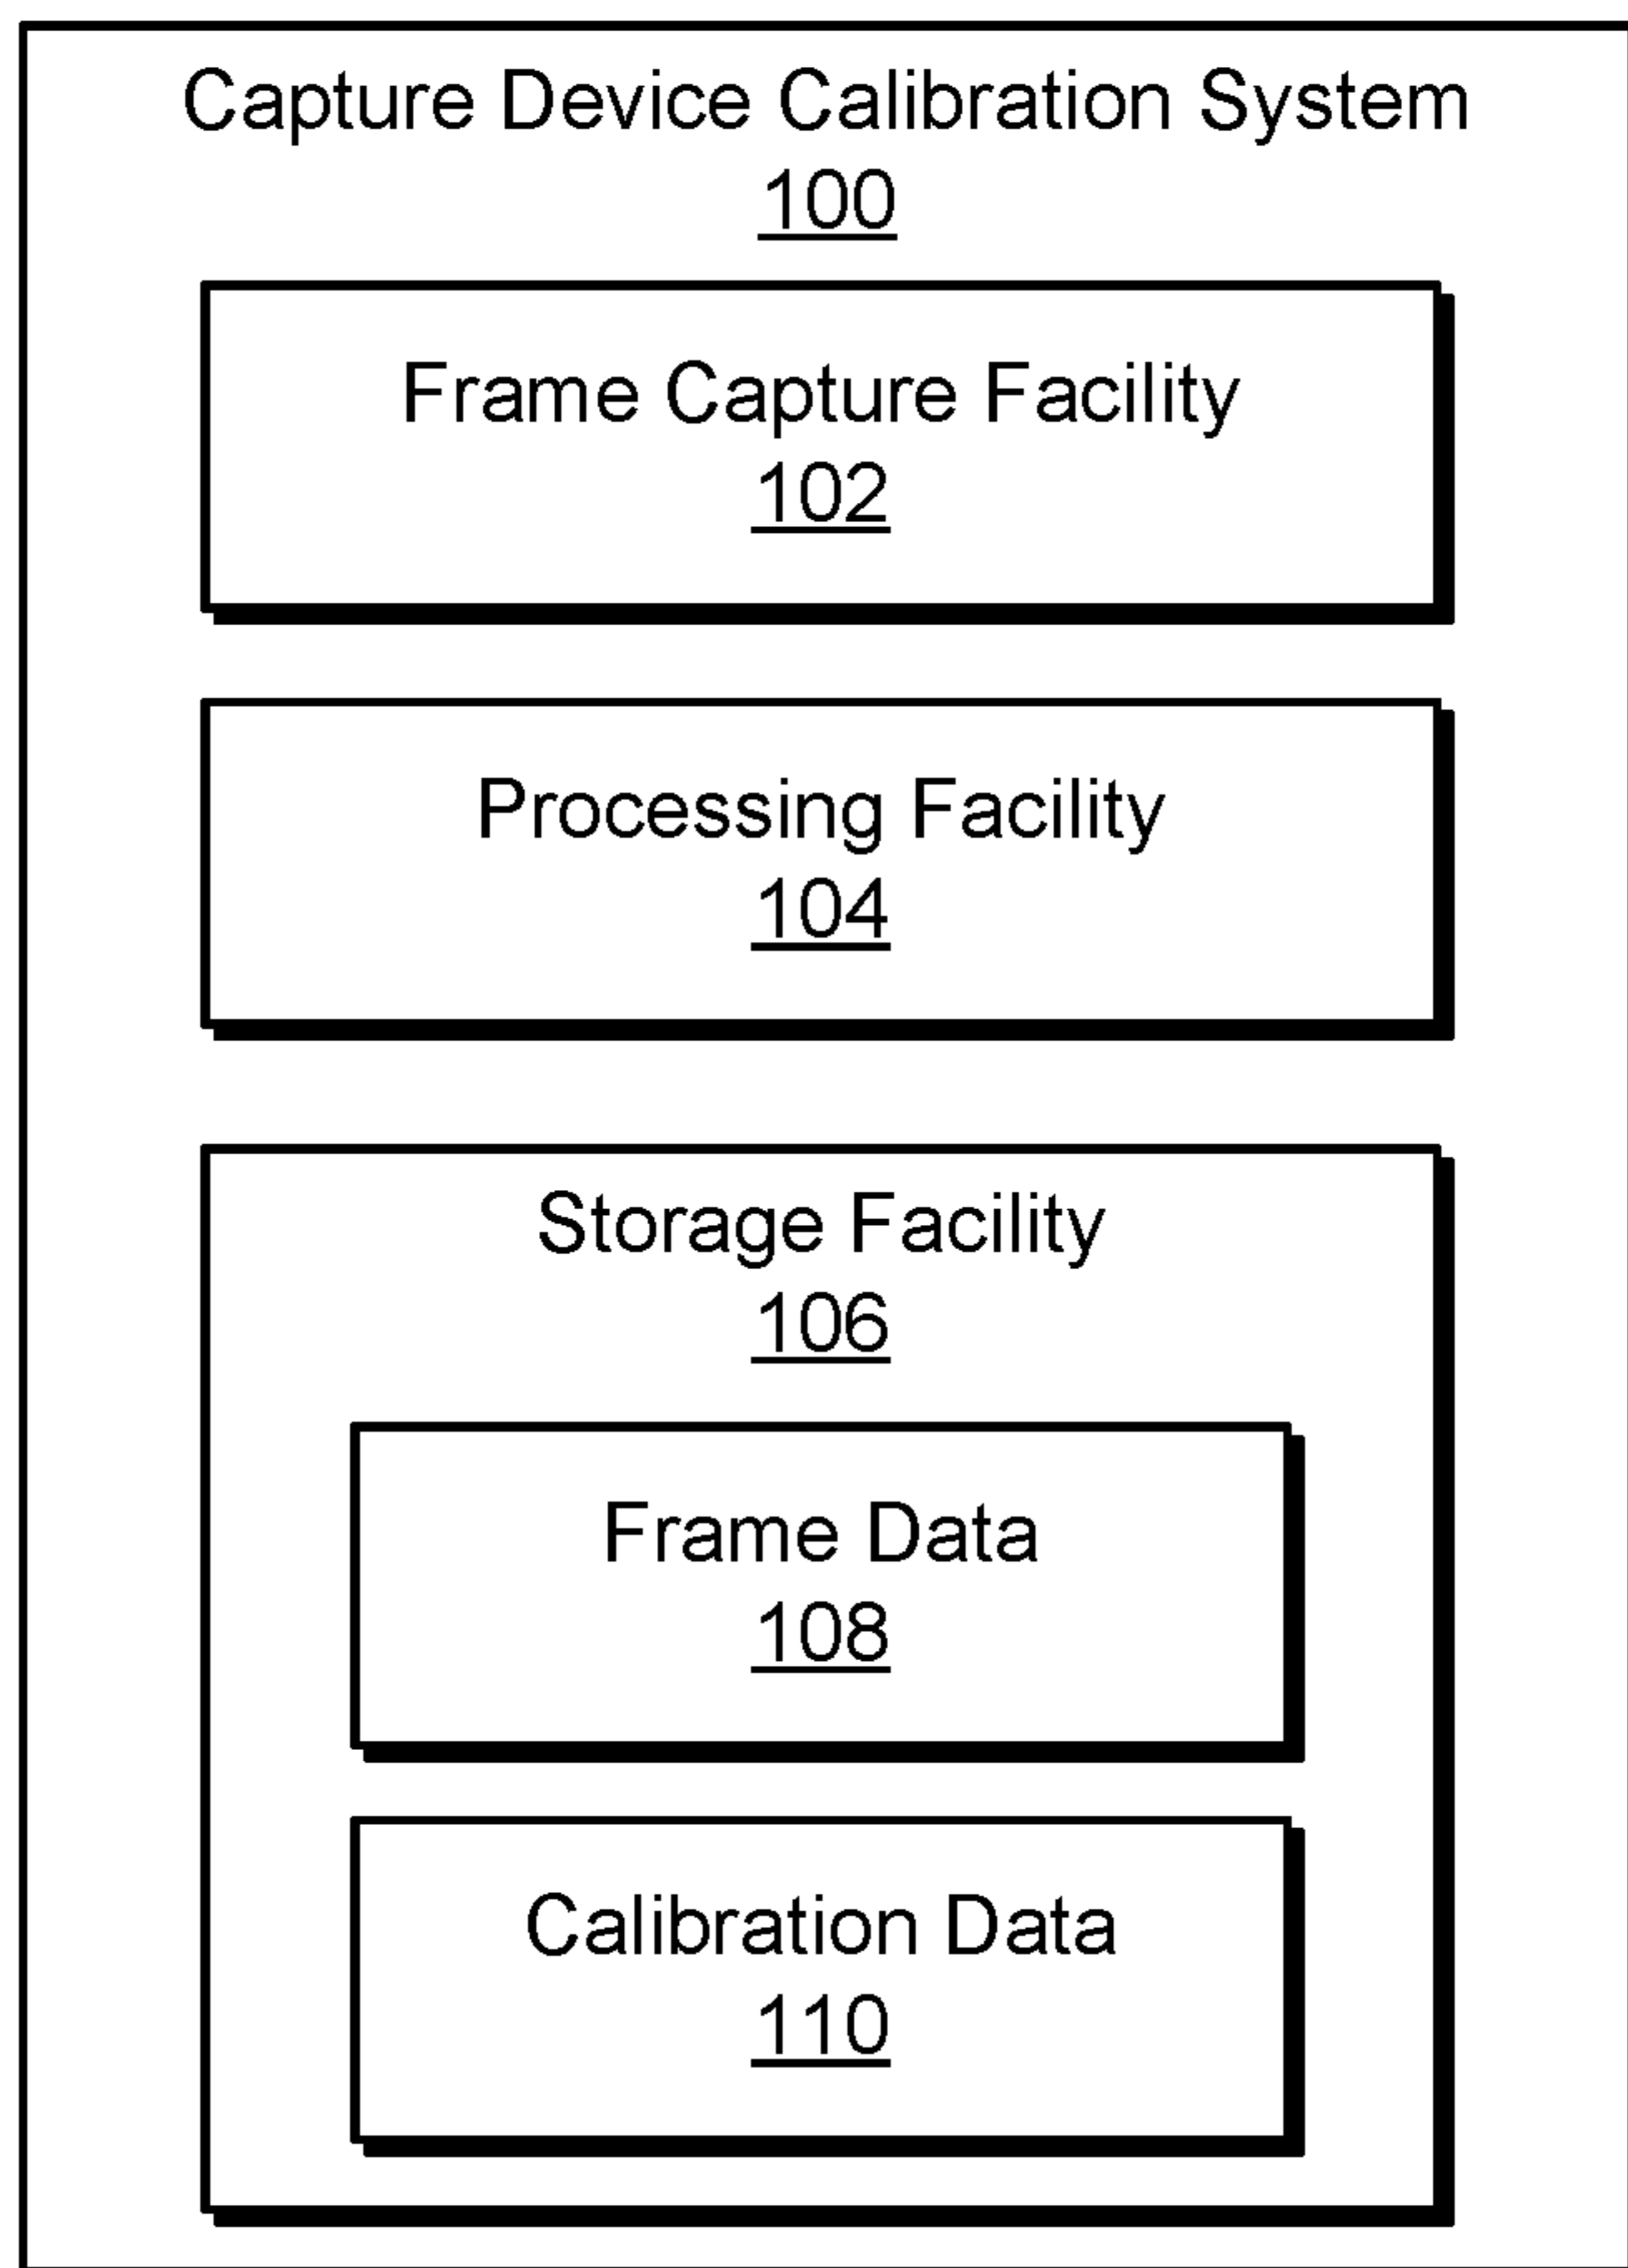 Capture Device Calibration System
100
Frame Capture Facility
102
Processing Facility
104
Storage Facility
106
Frame Data
108
Calibration Data
110